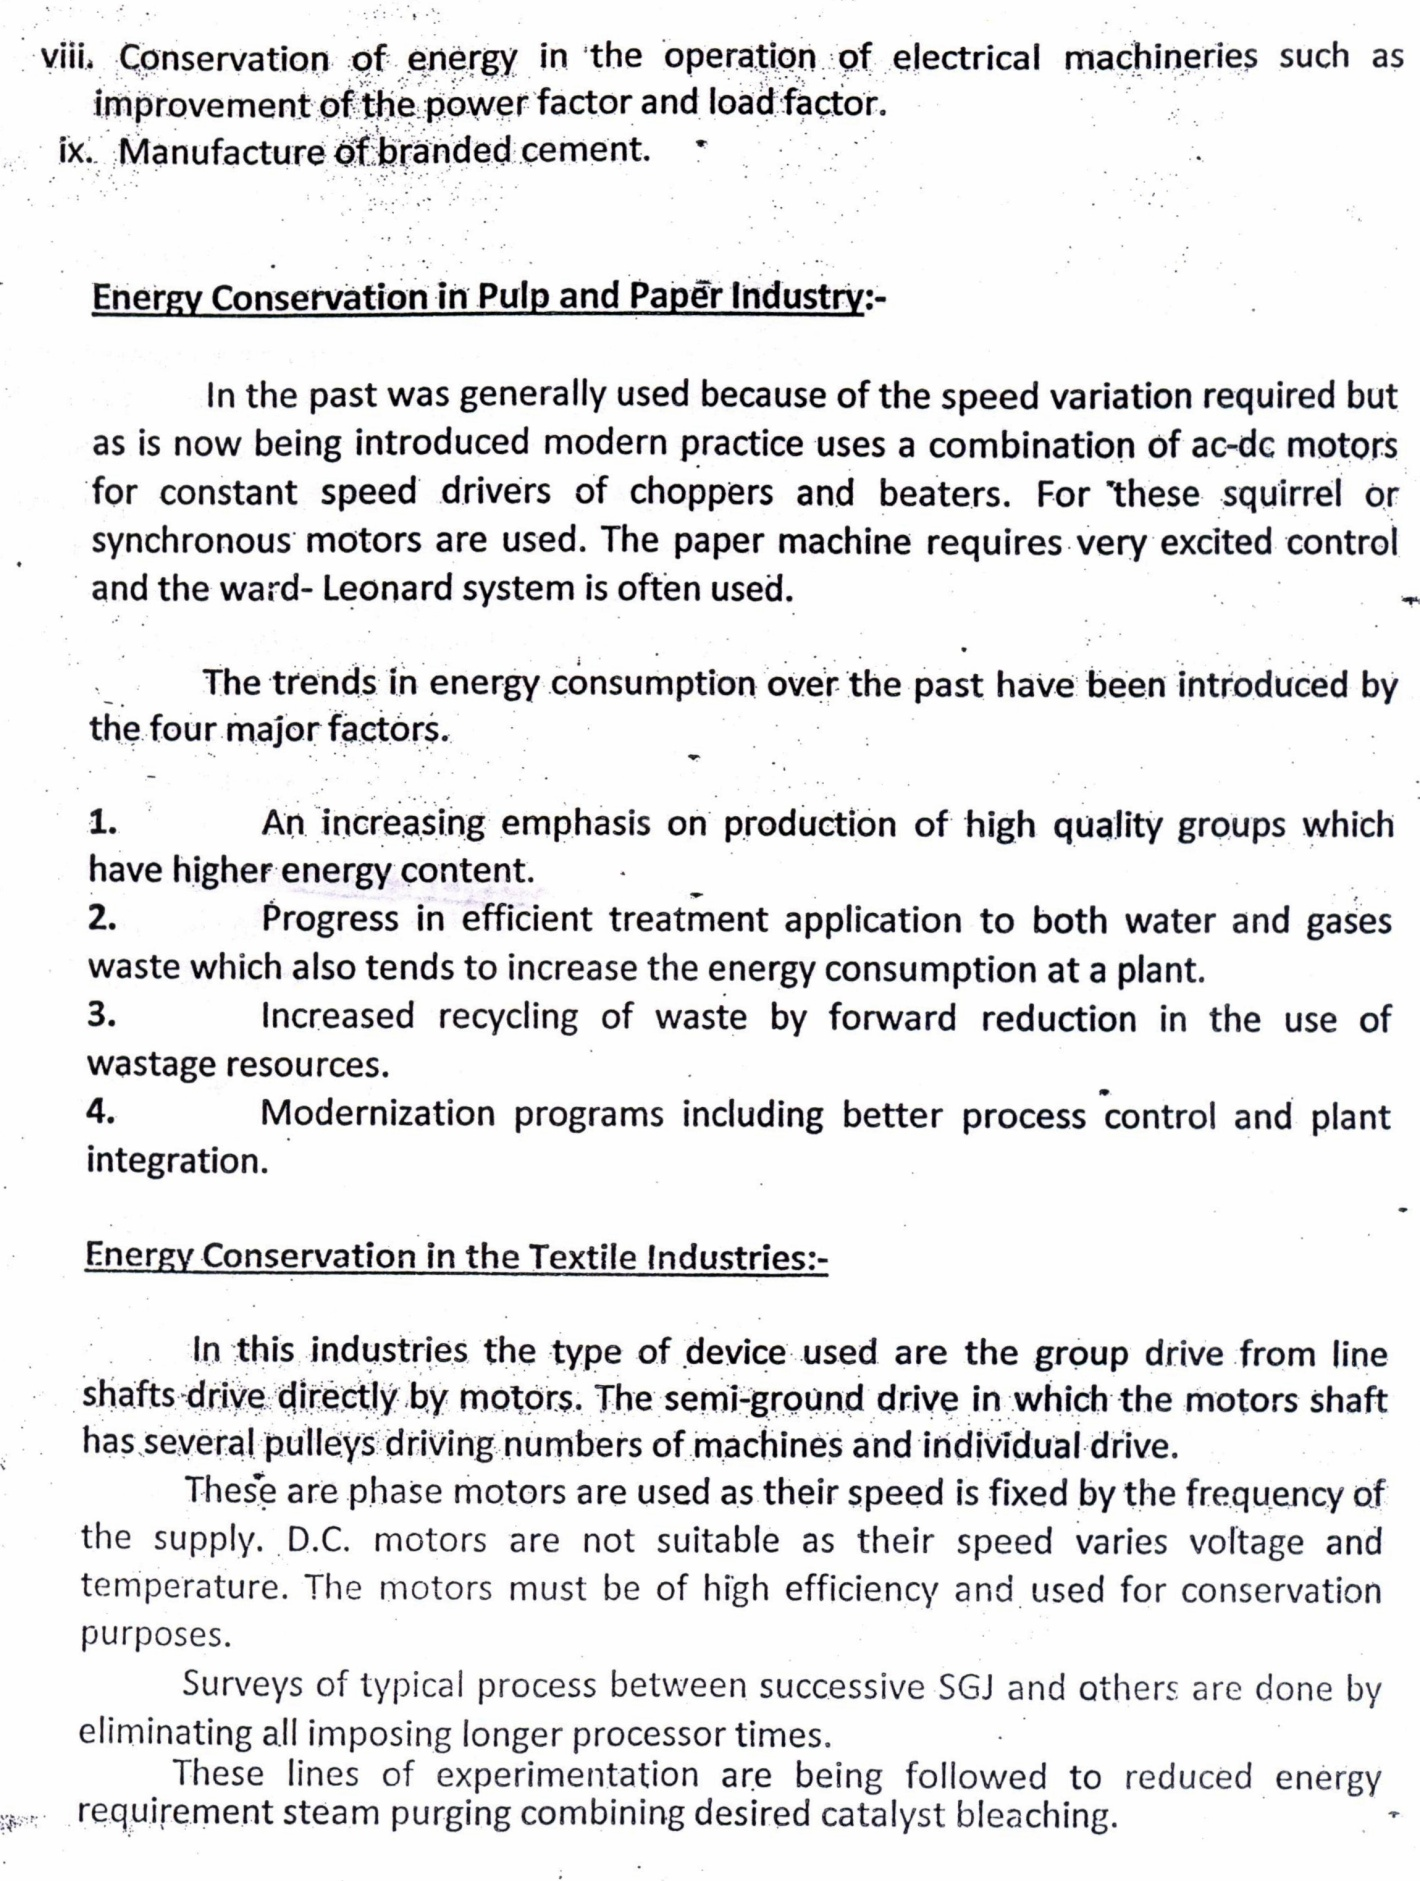 viii. Conservation of energy in the operation of electrical machineries such as
improvement of the power factor and load factor.
ix. Manufacture of branded cement.
Energy Conservation in Pulp and Paper Industry:-
In the past was generally used because of the speed variation required but
as is now being introduced modern practice uses a combination of ac-dc motors
for constant speed drivers of choppers and beaters. For these squirrel or
synchronous motors are used. The paper machine requires very excited control
and the ward- Leonard system is often used.
The trends in energy consumption over the past have been introduced by
the four major factors.
1. An increasing emphasis on production of high quality groups which
have higher energy content.
2. Progress in efficient treatment application to both water and gases
waste which also tends to increase the energy consumption at a plant.
3. Increased recycling of waste by forward reduction in the use of
wastage resources.
4. Modernization programs including better process control and plant
integration.
Energy Conservation in the Textile Industries:-
In this industries the type of device used are the group drive from line
shafts drive directly by motors. The semi-ground drive in which the motors shaft
has several pulleys driving numbers of machines and individual drive.
These are phase motors are used as their speed is fixed by the frequency of
the supply. D.C. motors are not suitable as their speed varies voltage and
temperature. The motors must be of high efficiency and used for conservation
purposes.
Surveys of typical process between successive SGJ and others are done by
eliminating all imposing longer processor times.
These lines of experimentation are being followed to reduced energy
requirement steam purging combining desired catalyst bleaching.